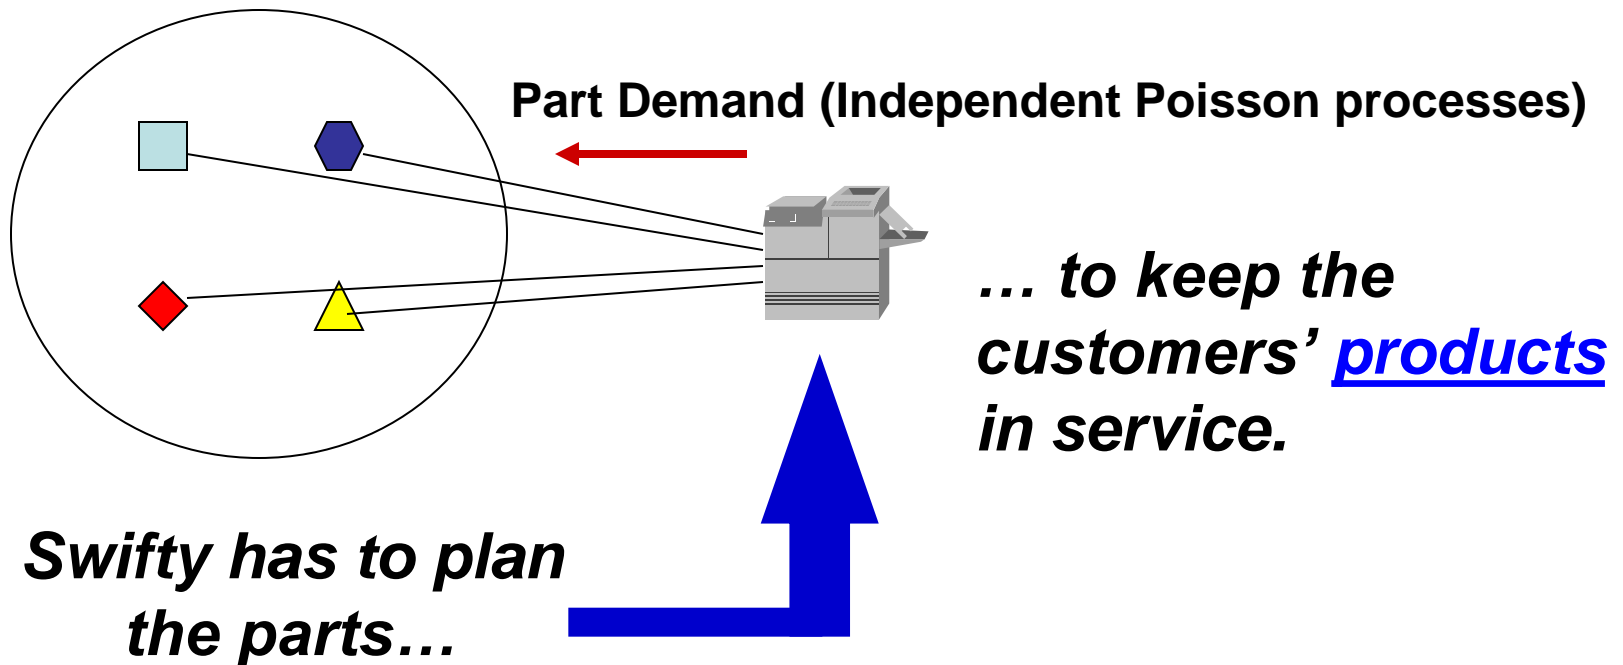 Part Demand (Independent Poisson processes)
… to keep the
customers’ products
in service.
Swifty has to plan
the parts…